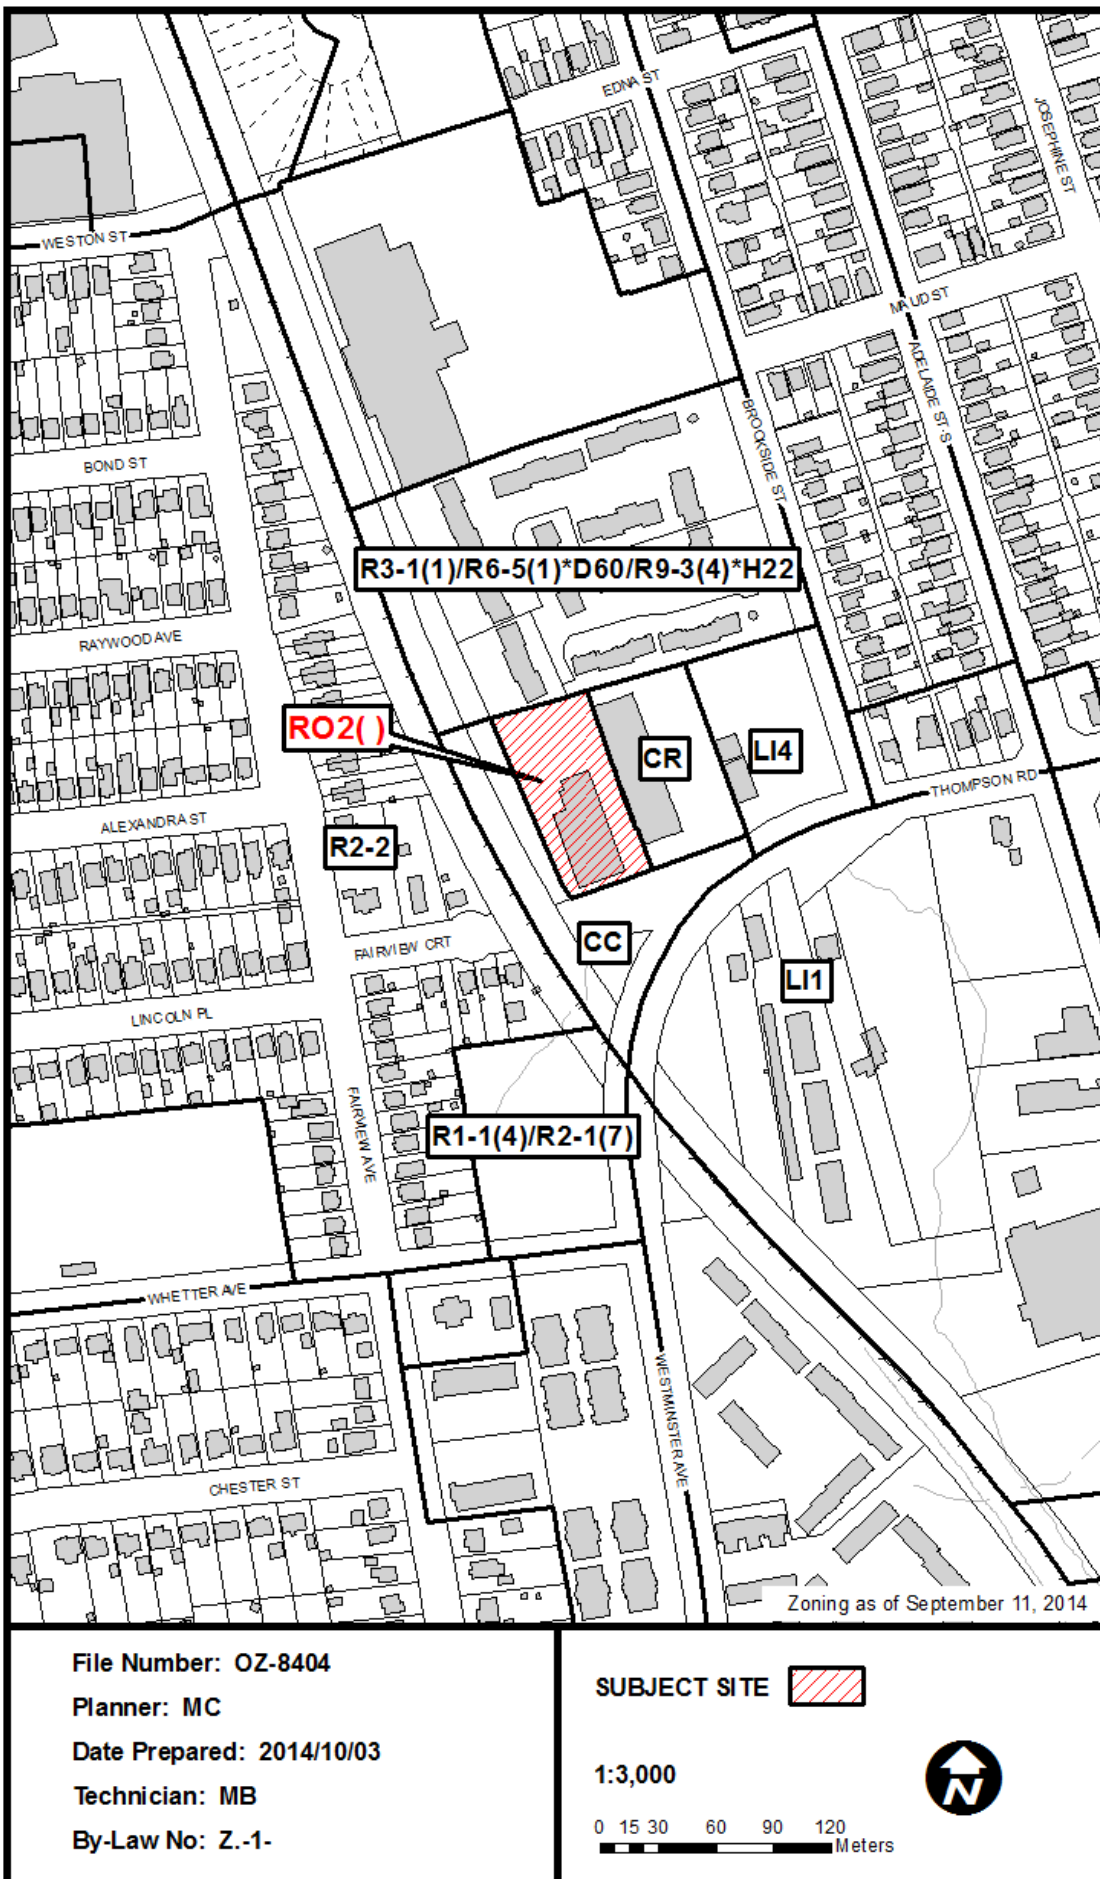 EDNA ST
JOSEPHINE ST
WESTON ST
MAUD ST
ADELAIDE ST S
BROOKSIDE ST
BOND ST
R3-1(1)/R6-5(1)*D60/R9-3(4)*H22
RAYWOOD AVE
RO2( )
CR
LI4
THOMPSON RD
ALEXANDRA ST
R2-2
FAIRVIEW CRT
CC
LI1
LINCOLN PL
FAIRVIEW AVE
R1-1(4)/R2-1(7)
WHETTER AVE
WESTMINSTER AVE
CHESTER ST
Zoning as of September 11, 2014
File Number: OZ-8404
Planner: MC
Date Prepared: 2014/10/03
Technician: MB
By-Law No: Z.-1-
SUBJECT SITE
1:3,000
N
0 15 30 60 90 120
Meters